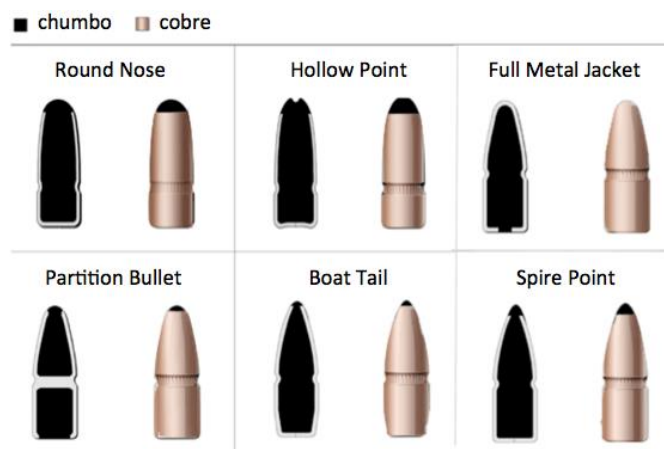 chumbo cobre
Round Nose Hollow Point Full Metal Jacket
Partition Bullet Boat Tail Spire Point